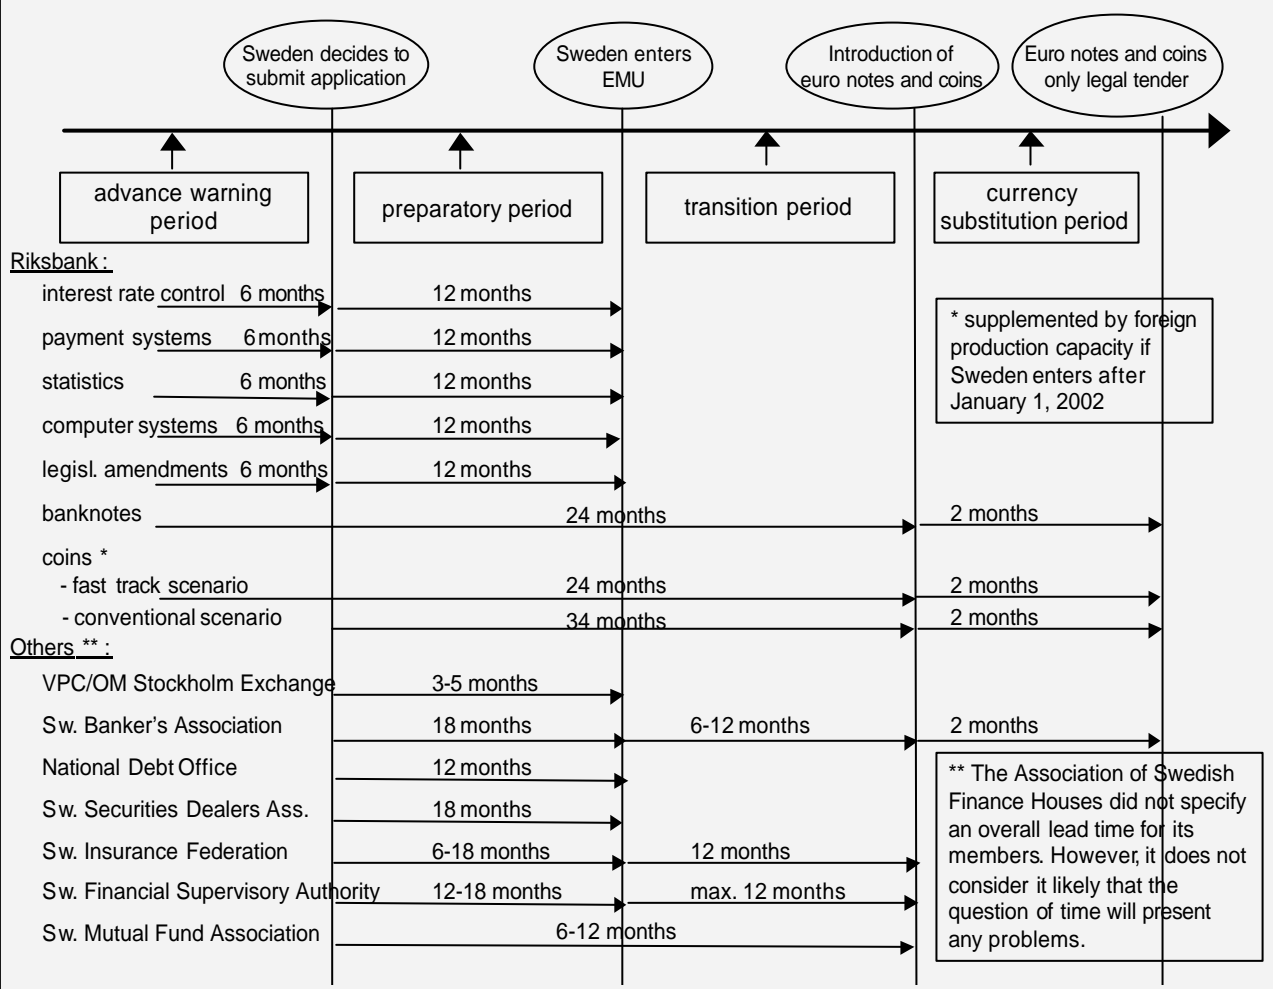 Sweden decides to
submit application
Sweden enters
EMU
Introduction of
euro notes and coins
Euro notes and coins
only legal tender
advance warning
period
preparatory period
transition period
currency
substitution period
Riksbank :
interest rate control 6 months 12 months
payment systems 6 months 12 months
statistics 6 months 12 months
computer systems 6 months 12 months
legisl. amendments 6 months 12 months
banknotes 24 months 2 months
coins *
- fast track scenario 24 months 2 months
- conventional scenario 34 months 2 months
* supplemented by foreign
production capacity if
Sweden enters after
January 1, 2002
Others ** :
VPC/OM Stockholm Exchange 3-5 months
Sw. Banker's Association 18 months 6-12 months 2 months
National Debt Office 12 months
Sw. Securities Dealers Ass. 18 months
Sw. Insurance Federation 6-18 months 12 months
Sw. Financial Supervisory Authority 12-18 months max. 12 months
Sw. Mutual Fund Association 6-12 months
** The Association of Swedish
Finance Houses did not specify
an overall lead time for its
members. However, it does not
consider it likely that the
question of time will present
any problems.